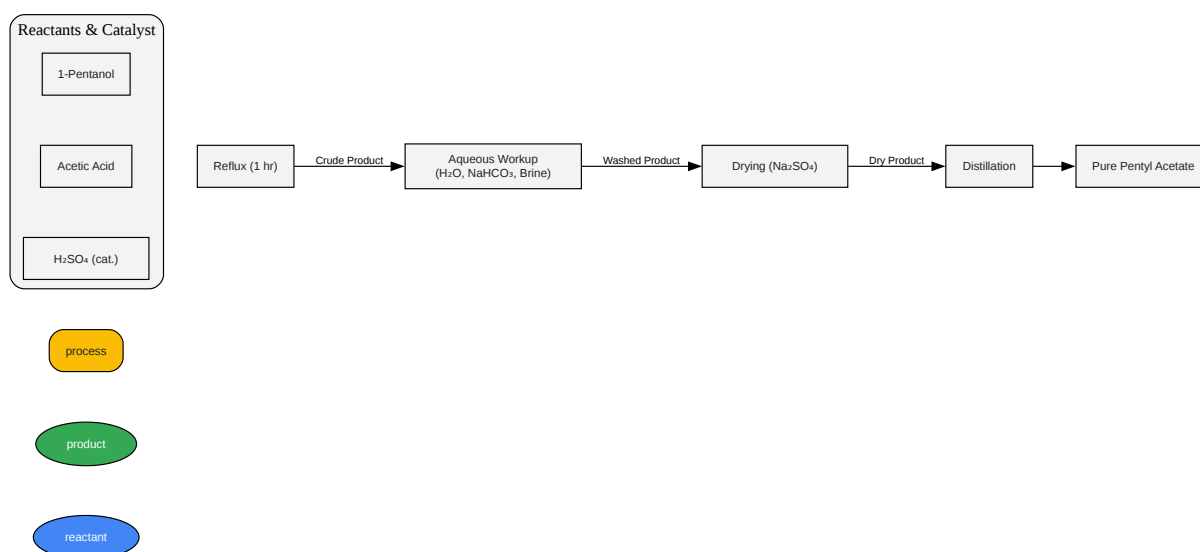 Reactants & Catalyst
1-Pentanol
Acetic Acid
H₂SO₄ (cat.)
Reflux (1 hr)
Crude Product
Aqueous Workup
(H₂O, NaHCO₃, Brine)
Washed Product
Drying (Na₂SO₄)
Dry Product
Distillation
Pure Pentyl Acetate
process
product
reactant